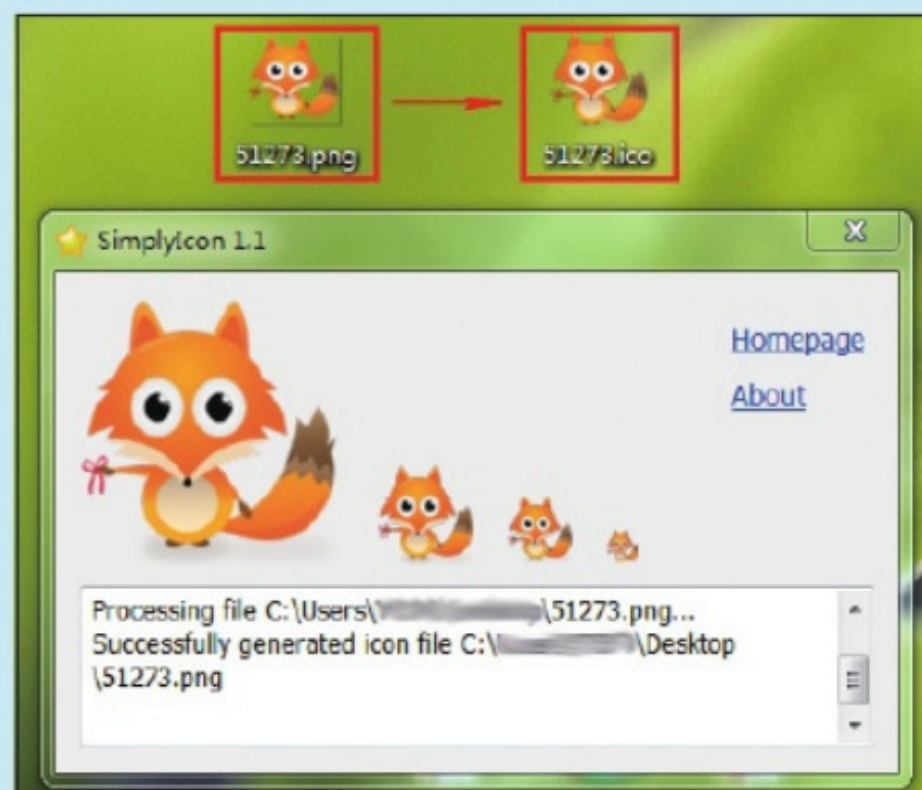 51273.png
51273.ico
SimplyIcon 1.1
Homepage
About
Processing file C:\Users\ \51273.png...
Successfully generated icon file C:\ \Desktop
\51273.png